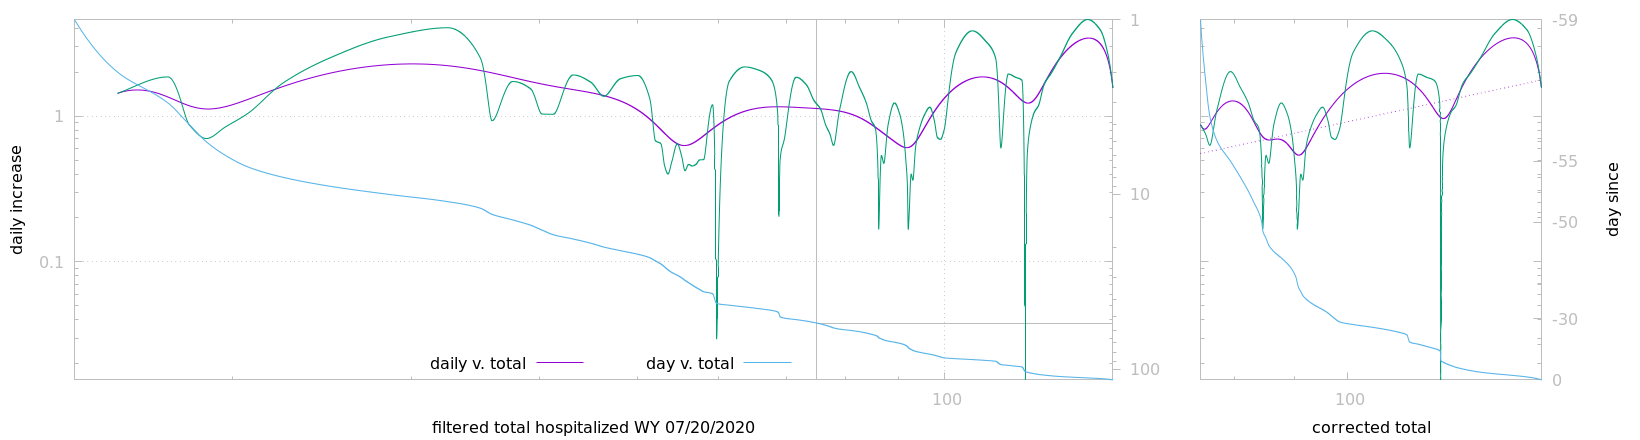 daily increase
1
0.1
daily v. total
day v. total
100
filtered total hospitalized WY 07/20/2020
1
10
100
100
corrected total
-59
-55
-50
-30
0
day since